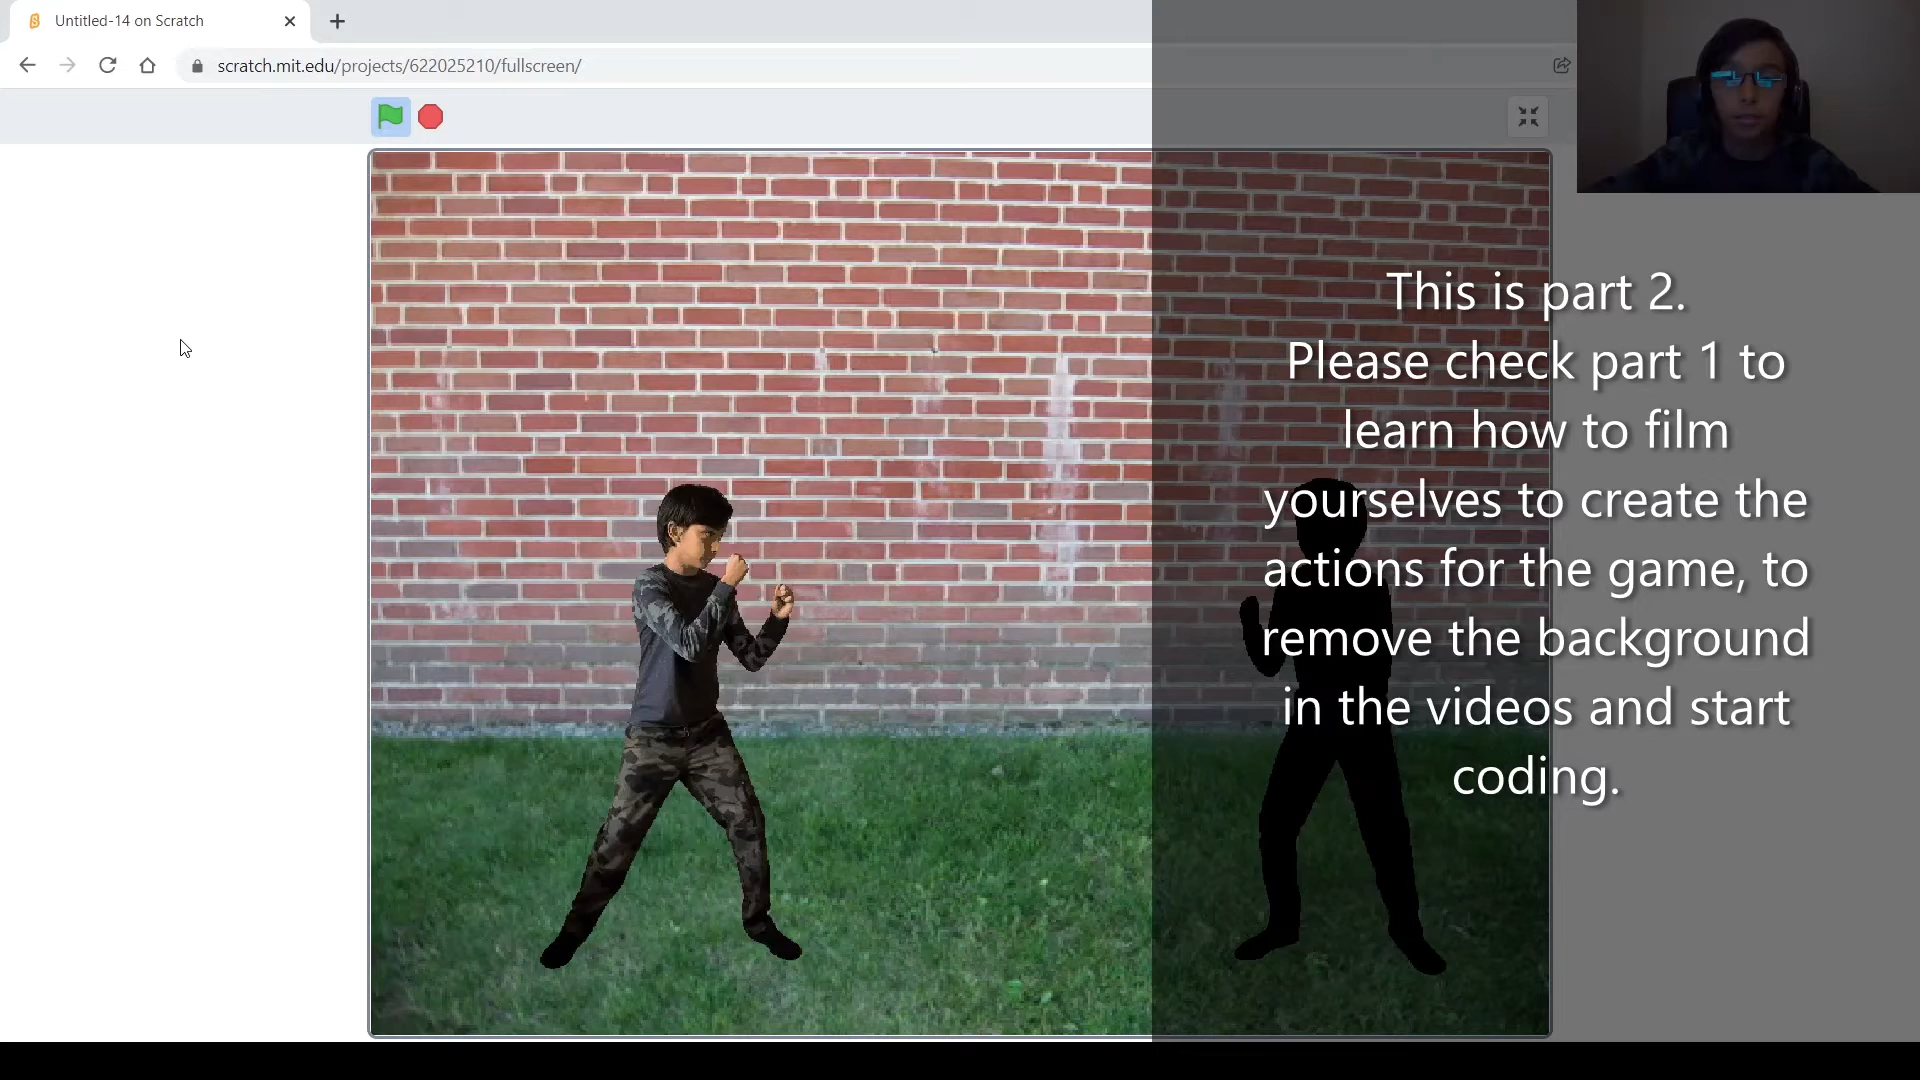 Untitled-14 on Scratch
scratch.mit.edu/projects/622025210/fullscreen/
This is part 2.
Please check part 1 to
learn how to film
yourselves to create the
actions for the game, to
remove the background
in the videos and start
coding.